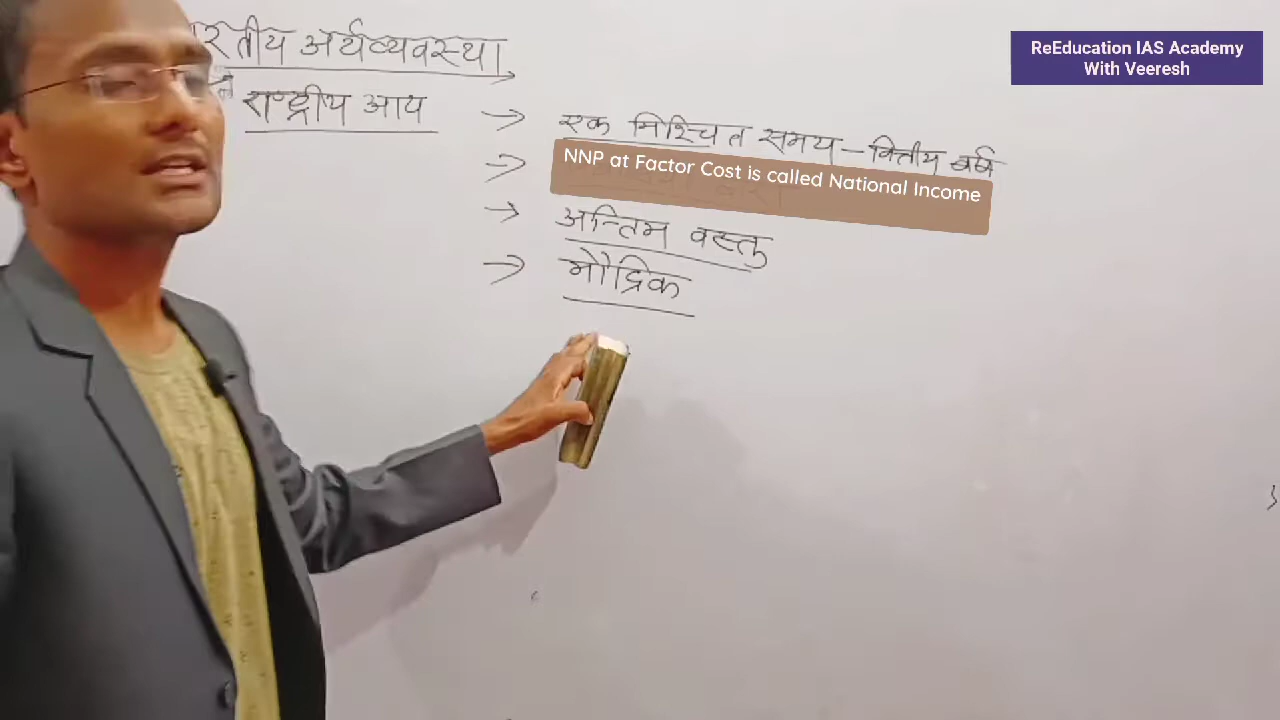 ReEducation IAS Academy
With Veeresh
रतीय अर्थव्यवस्था
राष्ट्रीय आय
→ एक निश्चित समय – वित्तीय वर्ष
NNP at Factor Cost is called National Income
→ अन्तिम वस्तु
→ मौद्रिक